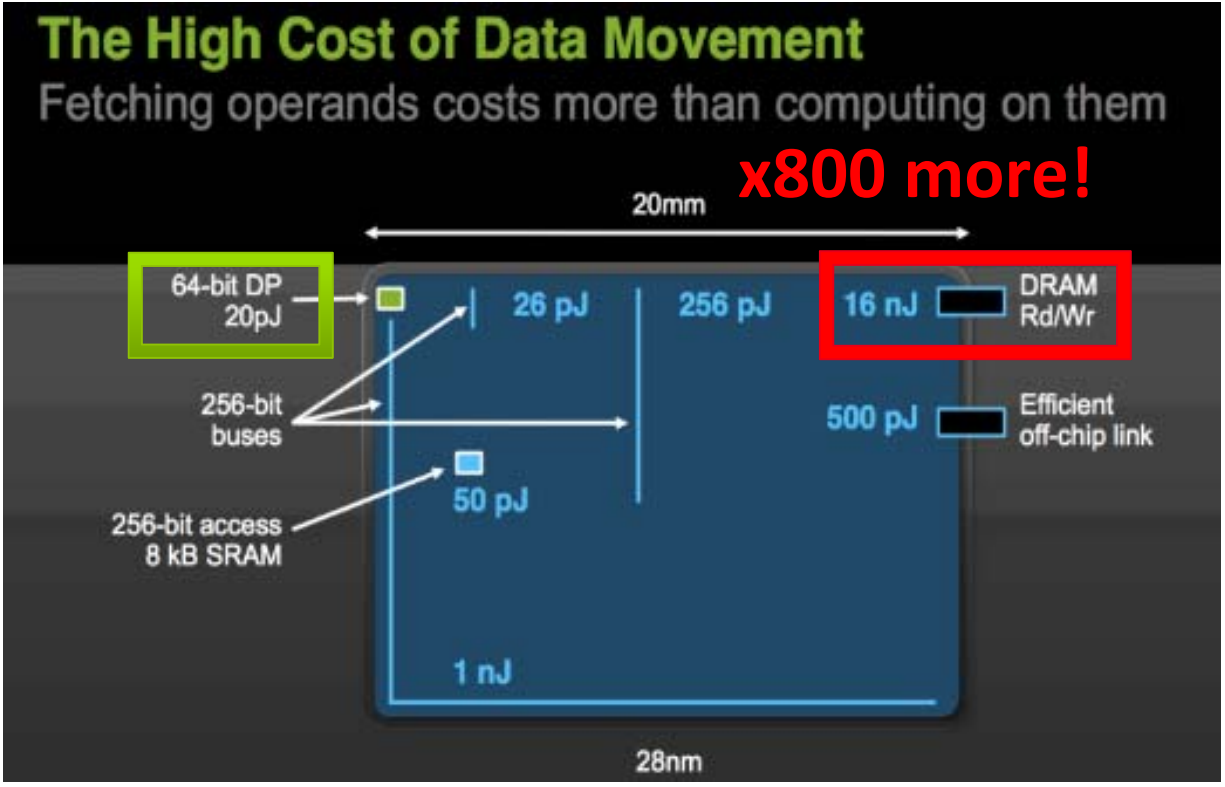 The High Cost of Data Movement
Fetching operands costs more than computing on them
x800 more!
20mm
64-bit DP
20pJ
26 pJ
256 pJ
16 nJ
DRAM
Rd/Wr
256-bit
buses
500 pJ
Efficient
off-chip link
50 pJ
256-bit access
8 kB SRAM
1 nJ
28nm